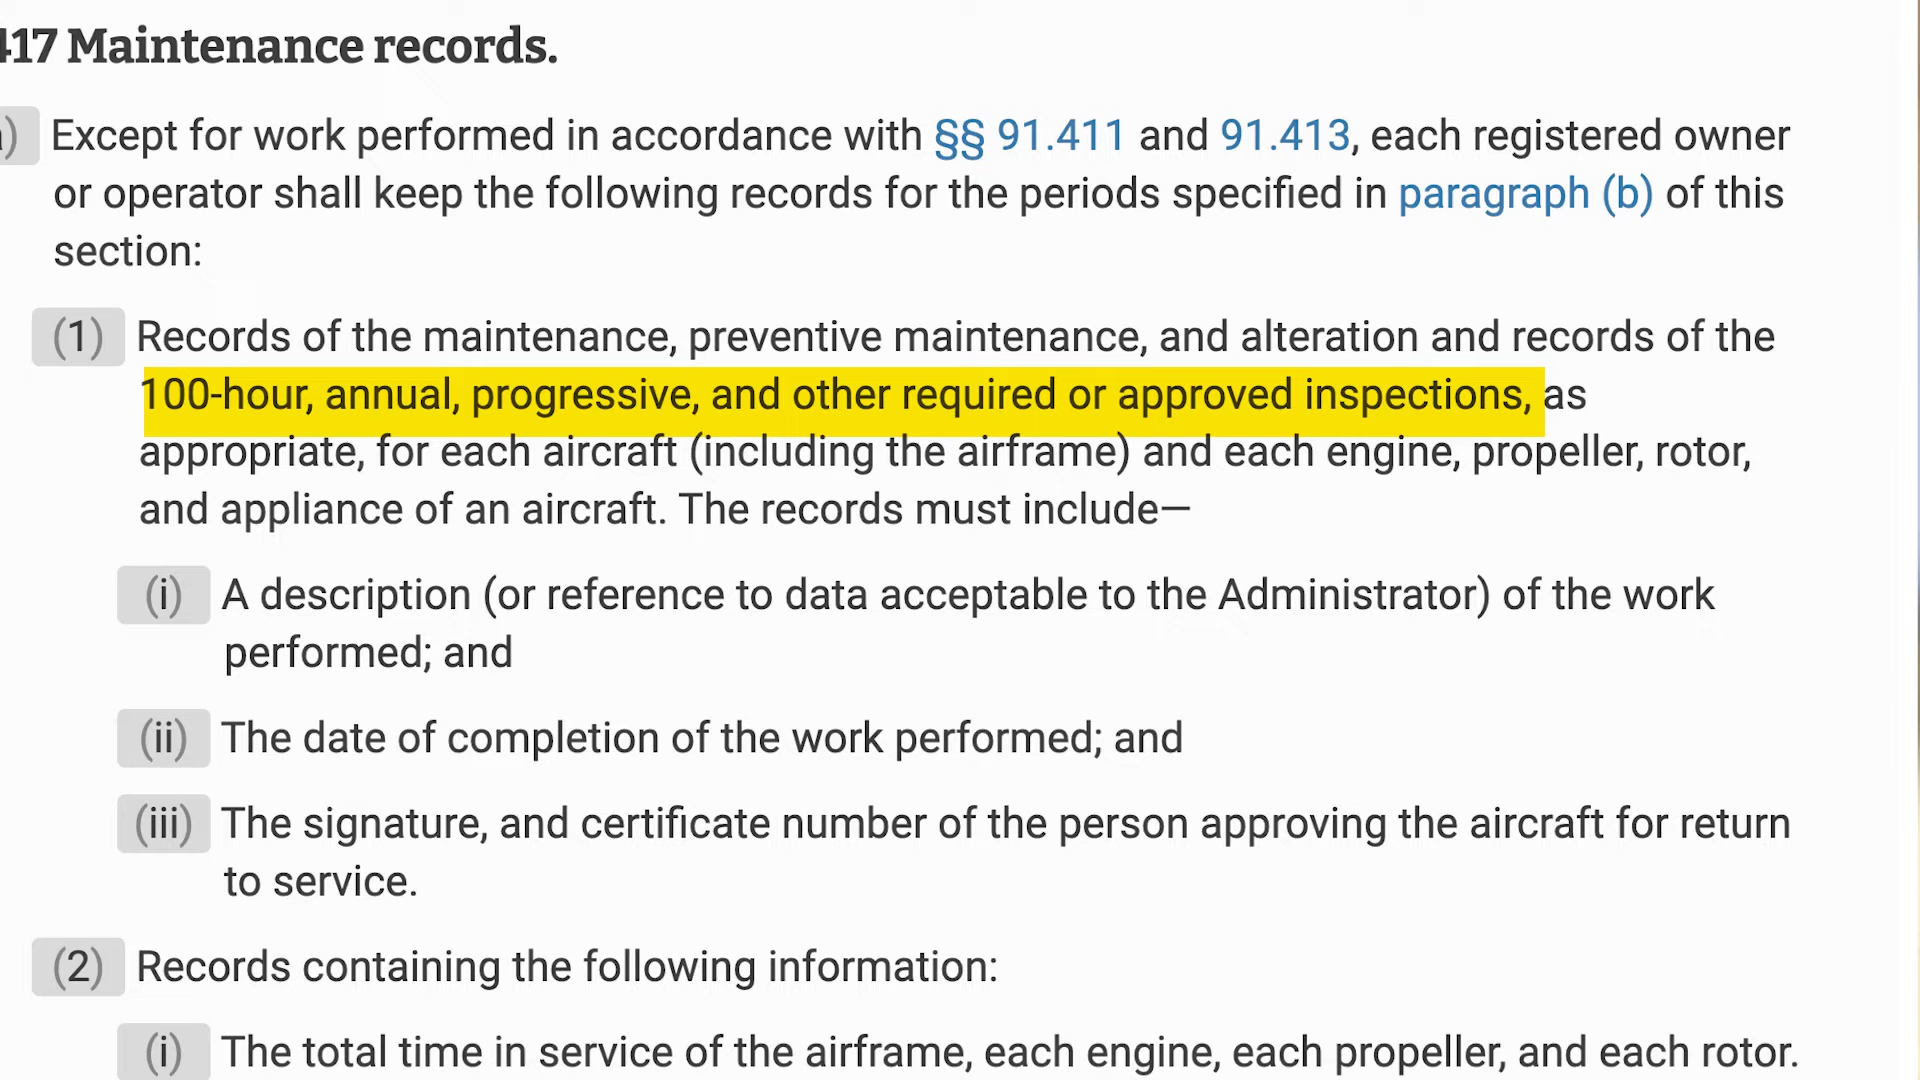 417 Maintenance records.
) Except for work performed in accordance with §§ 91.411 and 91.413, each registered owner
or operator shall keep the following records for the periods specified in paragraph (b) of this
section:
(1) Records of the maintenance, preventive maintenance, and alteration and records of the
100-hour, annual, progressive, and other required or approved inspections, as
appropriate, for each aircraft (including the airframe) and each engine, propeller, rotor,
and appliance of an aircraft. The records must include—
(i) A description (or reference to data acceptable to the Administrator) of the work
performed; and
(ii) The date of completion of the work performed; and
(iii) The signature, and certificate number of the person approving the aircraft for return
to service.
(2) Records containing the following information:
(i) The total time in service of the airframe, each engine, each propeller, and each rotor.